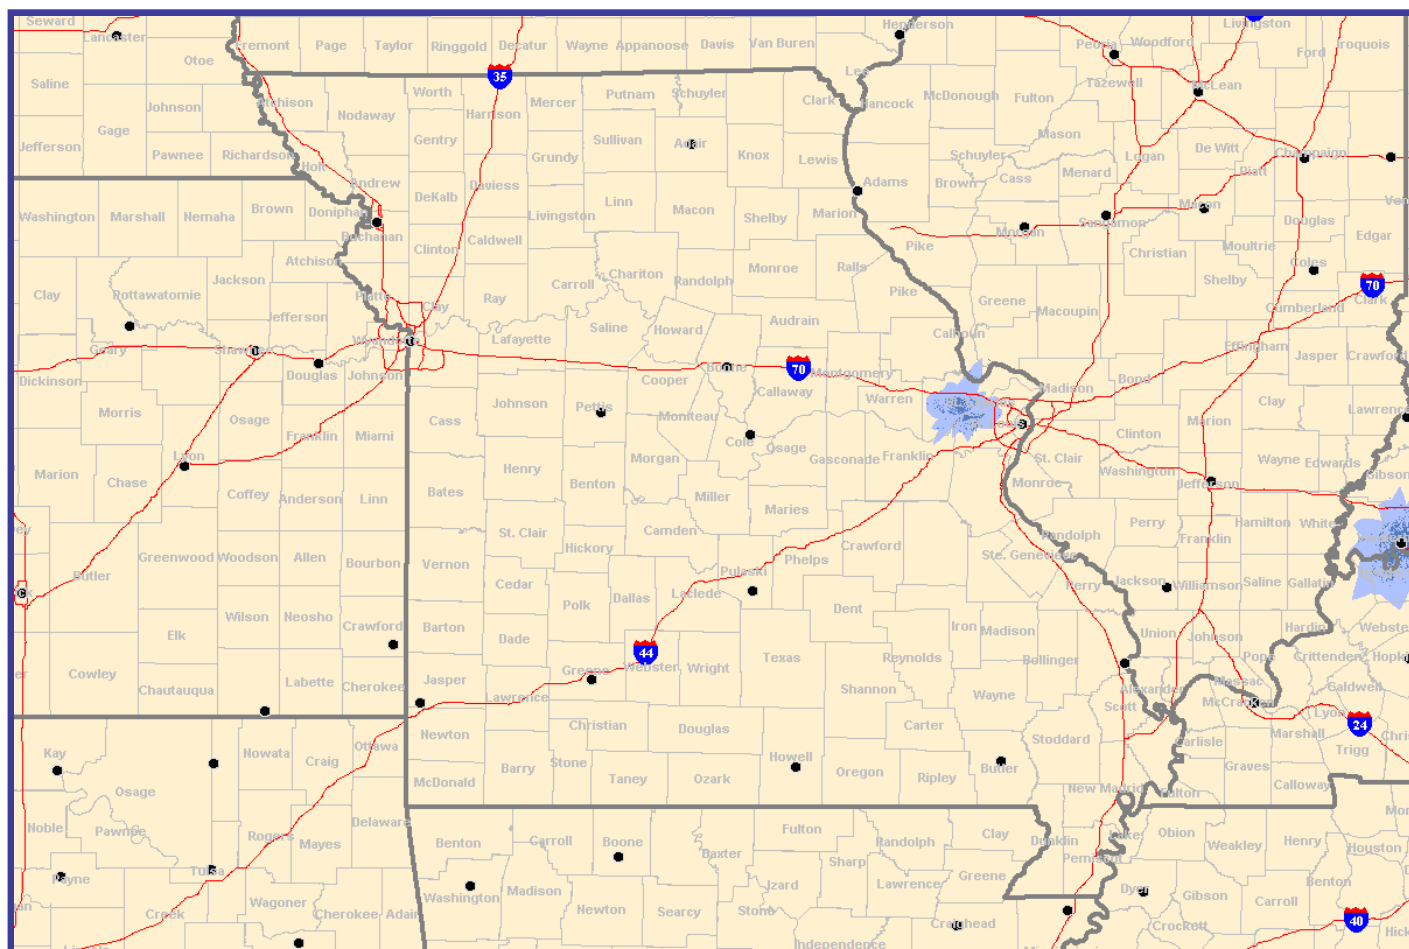 Seward
Lancaster
Otoe
Fremont
Page
Taylor
Ringgold
Decatur
Wayne
Appanoose
Davis
Van Buren
Henderson
Livingston
Peoria
Woodford
Ford
Iroquois
Saline
Johnson
Gage
Jefferson
Pawnee
Richardson
Atchison
Nodaway
Worth
35
Harrison
Mercer
Putnam
Schuyler
Clark
Lee
Hancock
McDonough
Fulton
Tazewell
McLean
Gentry
Grundy
Sullivan
Adair
Knox
Lewis
Schuyler
Mason
Logan
De Witt
Champaign
Piatt
Holt
Andrew
DeKalb
Daviess
Livingston
Linn
Macon
Shelby
Marion
Adams
Brown
Cass
Menard
Macon
Washington
Marshall
Nemaha
Brown
Doniphan
Buchanan
Clinton
Caldwell
Pike
Morgan
Sangamon
Christian
Moultrie
Douglas
Edgar
Coles
Shelby
Clay
Pottawatomie
Jackson
Atchison
Jefferson
Platte
Clay
Ray
Carroll
Chariton
Randolph
Monroe
Ralls
Pike
Greene
Macoupin
Cumberland
Clark
70
Geary
Shawnee
Lafayette
Saline
Howard
Audrain
Calhoun
Effingham
Jasper
Crawford
Dickinson
Douglas
Johnson
Cooper
Boone
70
Montgomery
Callaway
Warren
Madison
Bond
Clay
Lawrence
Morris
Osage
Franklin
Miami
Cass
Johnson
Pettis
Moniteau
Cole
Osage
Gasconade
Franklin
St. Clair
Clinton
Marion
Washington
Wayne
Edwards
Gibson
Lyon
Marion
Chase
Coffey
Anderson
Linn
Bates
Henry
Benton
Morgan
Miller
Maries
Monroe
Jefferson
Perry
Hamilton
White
Franklin
Greenwood
Woodson
Allen
Bourbon
Vernon
St. Clair
Hickory
Camden
Pulaski
Phelps
Crawford
Ste. Genevieve
Randolph
Perry
Jackson
Williamson
Saline
Gallatin
Butler
Wilson
Neosho
Crawford
Barton
Cedar
Polk
Dallas
Laclede
Dent
Iron
Madison
Union
Johnson
Hardin
Pope
Webster
Crittenden
Hopk
Elk
Cowley
Chautauqua
Labette
Cherokee
Jasper
Dade
Lawrence
Greene
44
Webster
Wright
Texas
Reynolds
Shannon
Bollinger
Wayne
Alexander
Scott
Massac
McCracken
Caldwell
Lyon
24
Marshall
Trigg
Kay
Nowata
Craig
Ottawa
Newton
McDonald
Barry
Stone
Christian
Taney
Douglas
Ozark
Howell
Oregon
Carter
Ripley
Butler
Stoddard
New Madrid
Carlisle
Graves
Calloway
Fulton
Osage
Noble
Pawnee
Rogers
Mayes
Delaware
Benton
Carroll
Boone
Baxter
Fulton
Randolph
Clay
Dunklin
Pemiscot
Lake
Obion
Weakley
Henry
Houston
Payne
Tulsa
Creek
Wagoner
Cherokee
Adair
Washington
Madison
Newton
Searcy
Stone
Izard
Sharp
Lawrence
Greene
Craighead
Independence
Dyer
Gibson
Crockett
Carroll
Benton
40